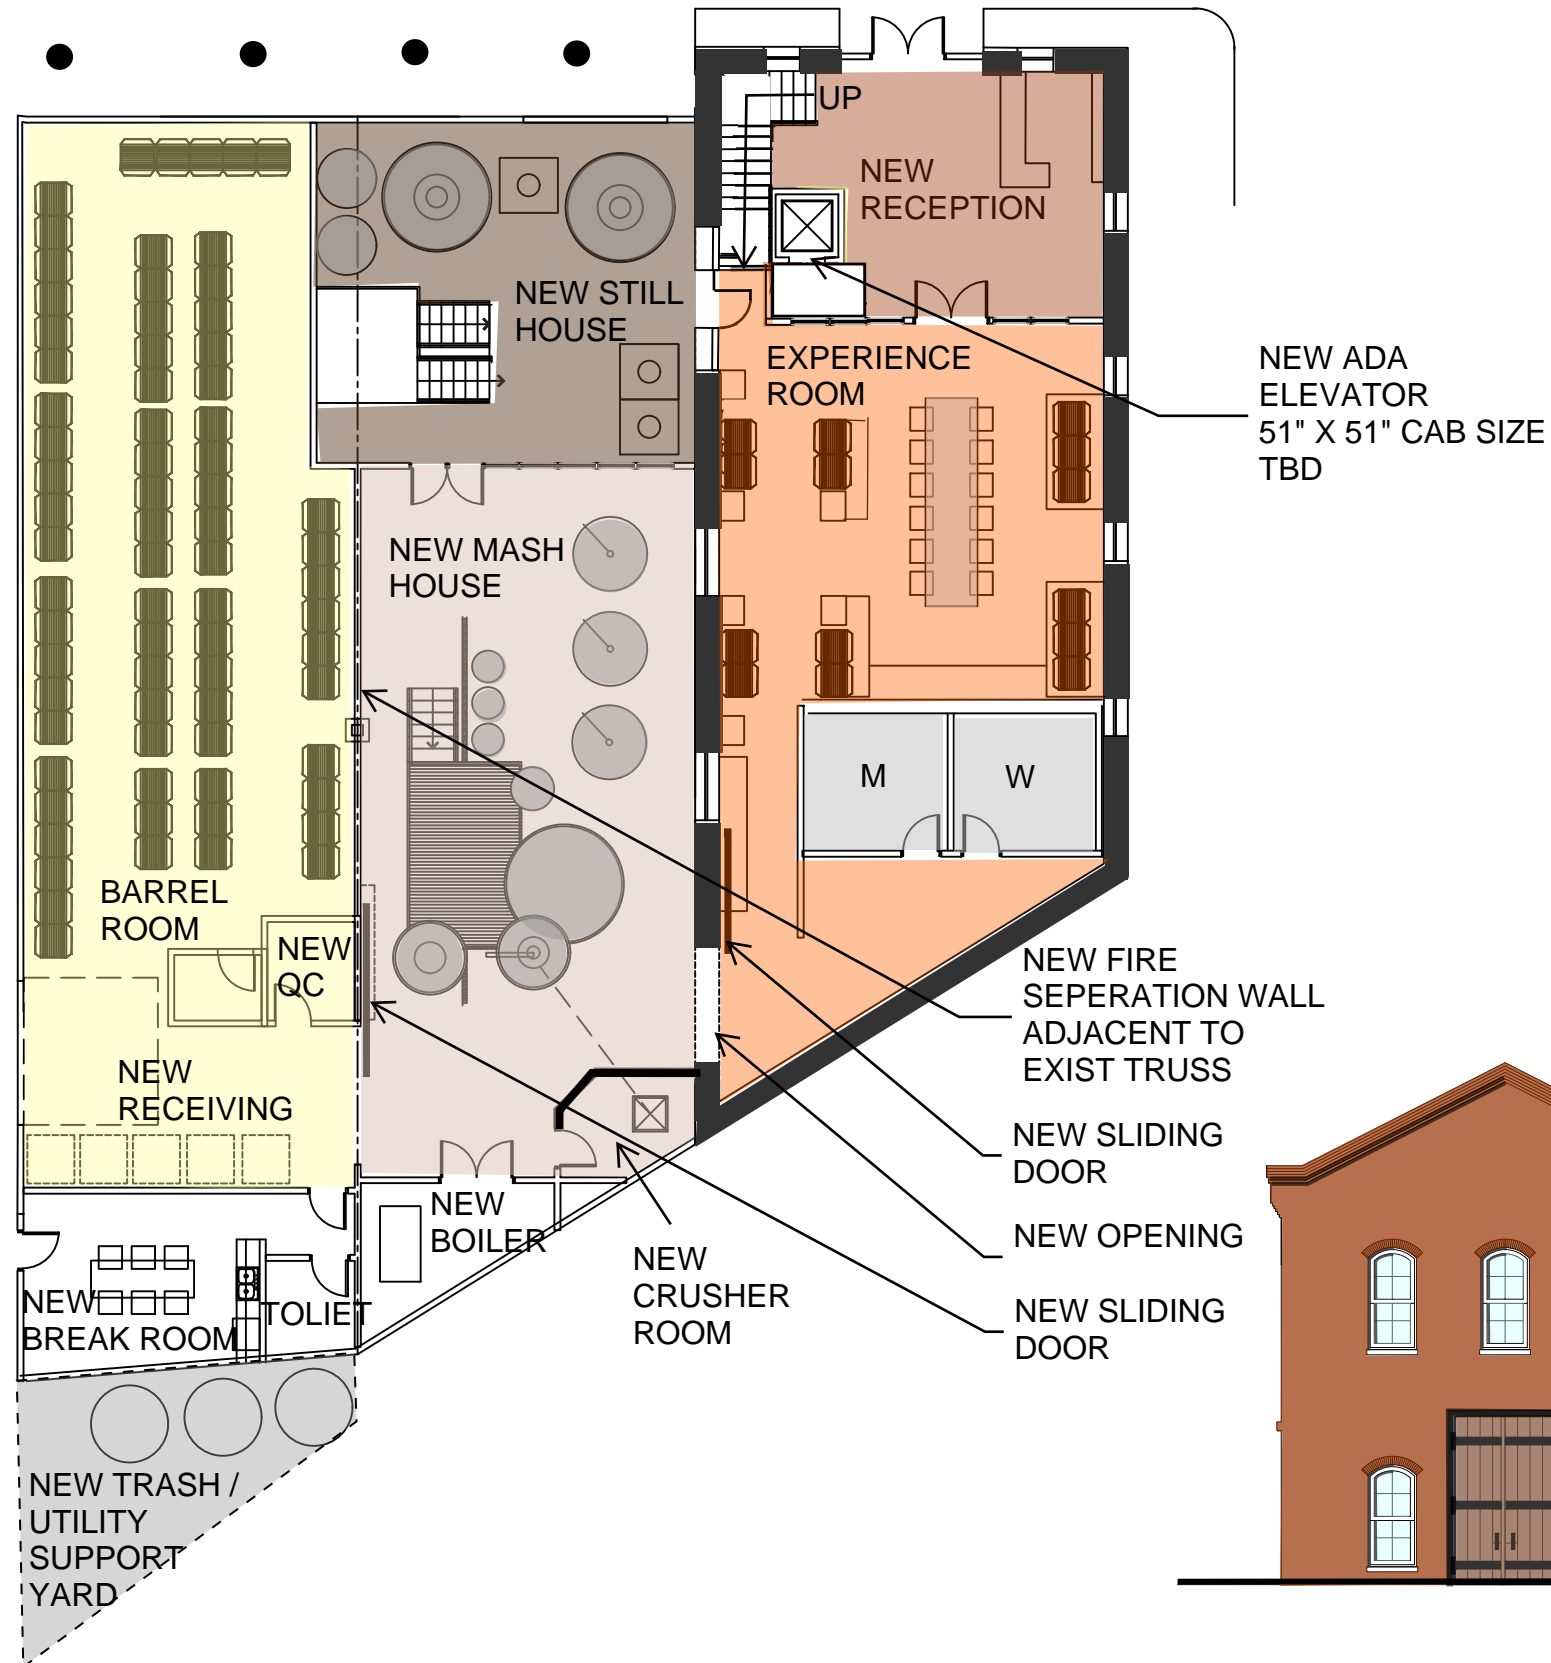 UP
NEW
RECEPTION
NEW STILL
HOUSE
EXPERIENCE
ROOM
NEW ADA
ELEVATOR
51" X 51" CAB SIZE
TBD
NEW MASH
HOUSE
M
W
BARREL
ROOM
NEW
QC
NEW FIRE
SEPERATION WALL
ADJACENT TO
EXIST TRUSS
NEW
RECEIVING
NEW SLIDING
DOOR
NEW
BOILER
NEW OPENING
NEW
CRUSHER
ROOM
NEW SLIDING
DOOR
NEW
BREAK ROOM
TOLIET
NEW TRASH /
UTILITY
SUPPORT
YARD